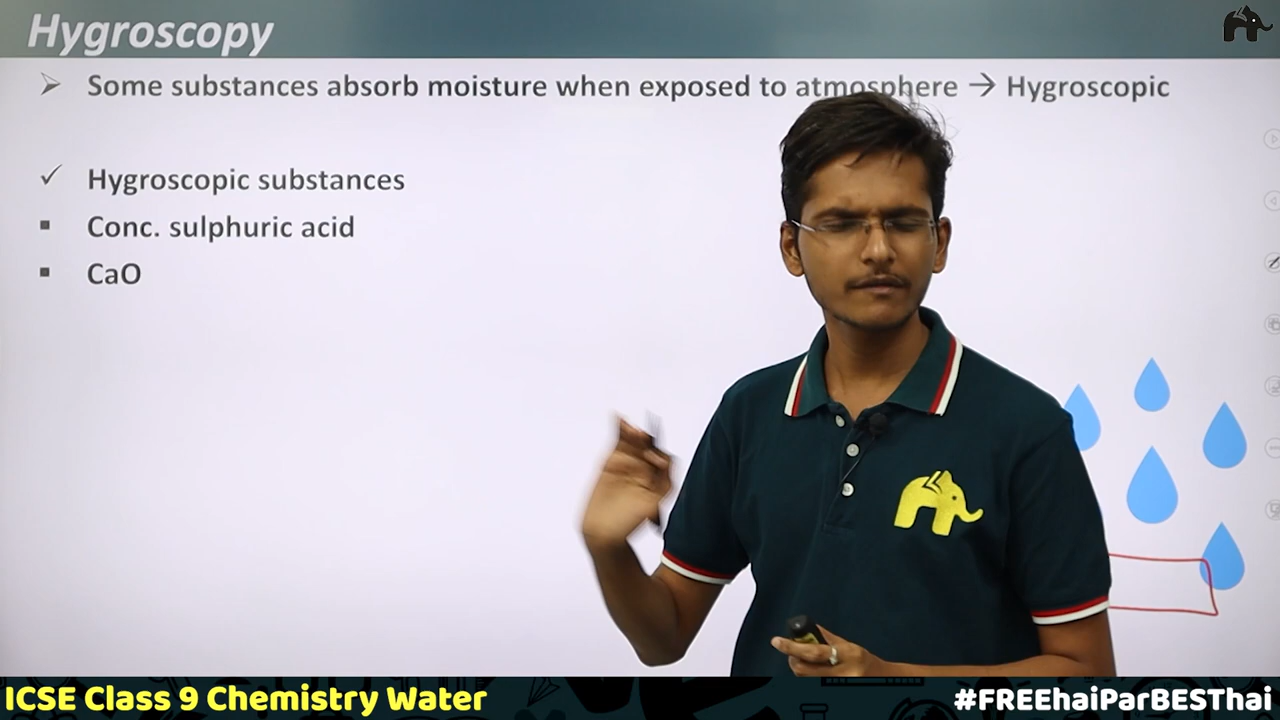 Hygroscopy
Some substances absorb moisture when exposed to atmosphere → Hygroscopic
Hygroscopic substances
Conc. sulphuric acid
CaO
ICSE Class 9 Chemistry Water
#FREEhaiParBESThai